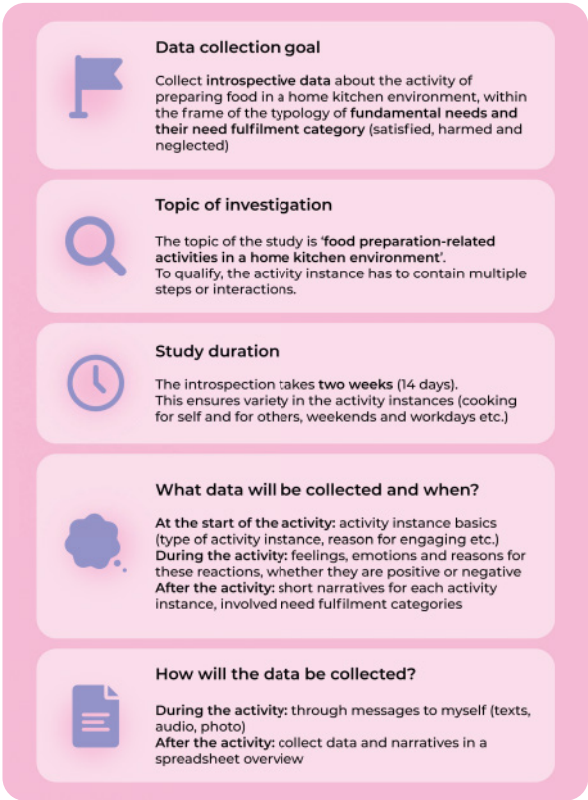 Data collection goal
Collect introspective data about the activity of
preparing food in a home kitchen environment, within
the frame of the typology of fundamental needs and
their need fulfilment category (satisfied, harmed and
neglected)
Topic of investigation
The topic of the study is ‘food preparation-related
activities in a home kitchen environment’.
To qualify, the activity instance has to contain multiple
steps or interactions.
Study duration
The introspection takes two weeks (14 days).
This ensures variety in the activity instances (cooking
for self and for others, weekends and workdays etc.)
What data will be collected and when?
At the start of the activity: activity instance basics
(type of activity instance, reason for engaging etc.)
During the activity: feelings, emotions and reasons for
these reactions, whether they are positive or negative
After the activity: short narratives for each activity
instance, involved need fulfilment categories
How will the data be collected?
During the activity: through messages to myself (texts,
audio, photo)
After the activity: collect data and narratives in a
spreadsheet overview